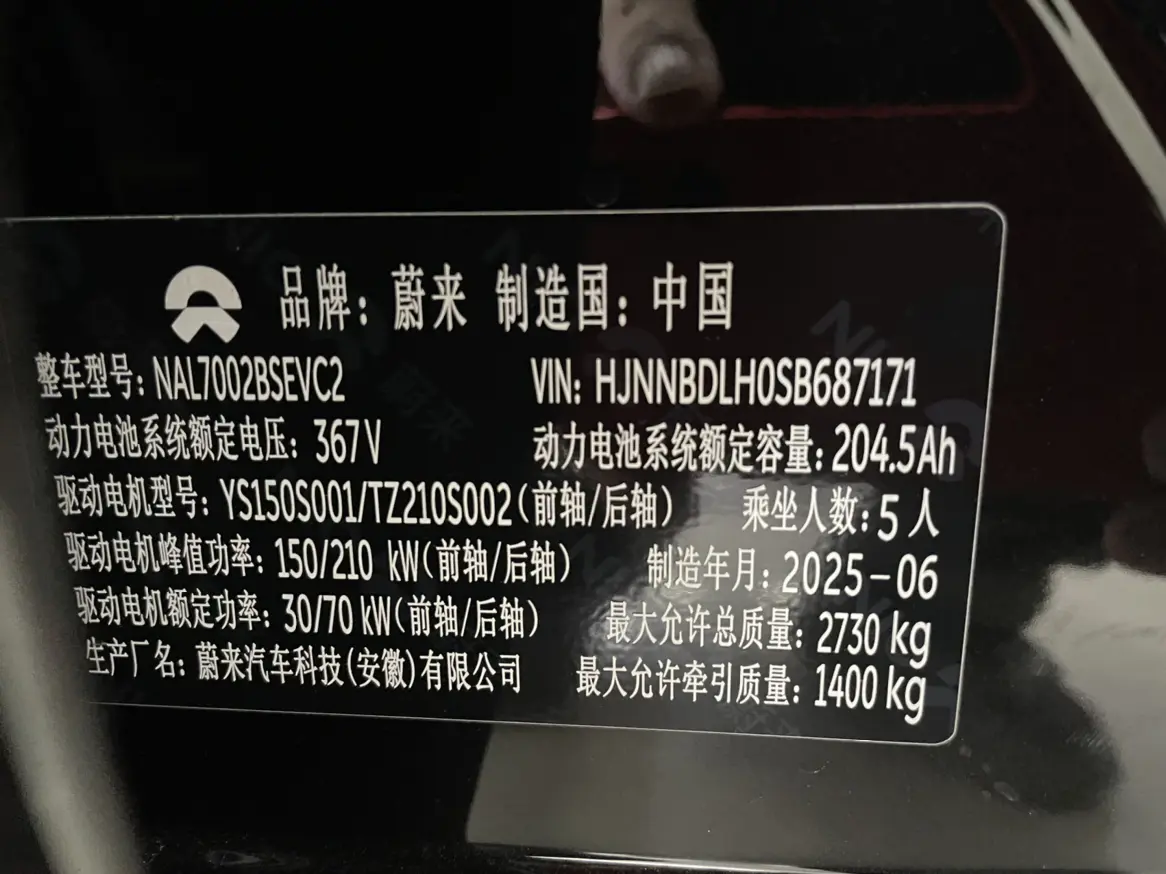 品牌：蔚来 制造国：中国
整车型号：NAL7002BSEVC2 VIN: HJNNBDLH0SB687171
动力电池系统额定电压：367V 动力电池系统额定容量：204.5Ah
驱动电机型号：YS150S001/TZ210S002（前轴/后轴） 乘坐人数：5人
驱动电机峰值功率：150/210 kW（前轴/后轴） 制造年月：2025-06
驱动电机额定功率：30/70 kW（前轴/后轴） 最大允许总质量：2730 kg
生产厂名：蔚来汽车科技（安徽）有限公司 最大允许牵引质量：1400 kg